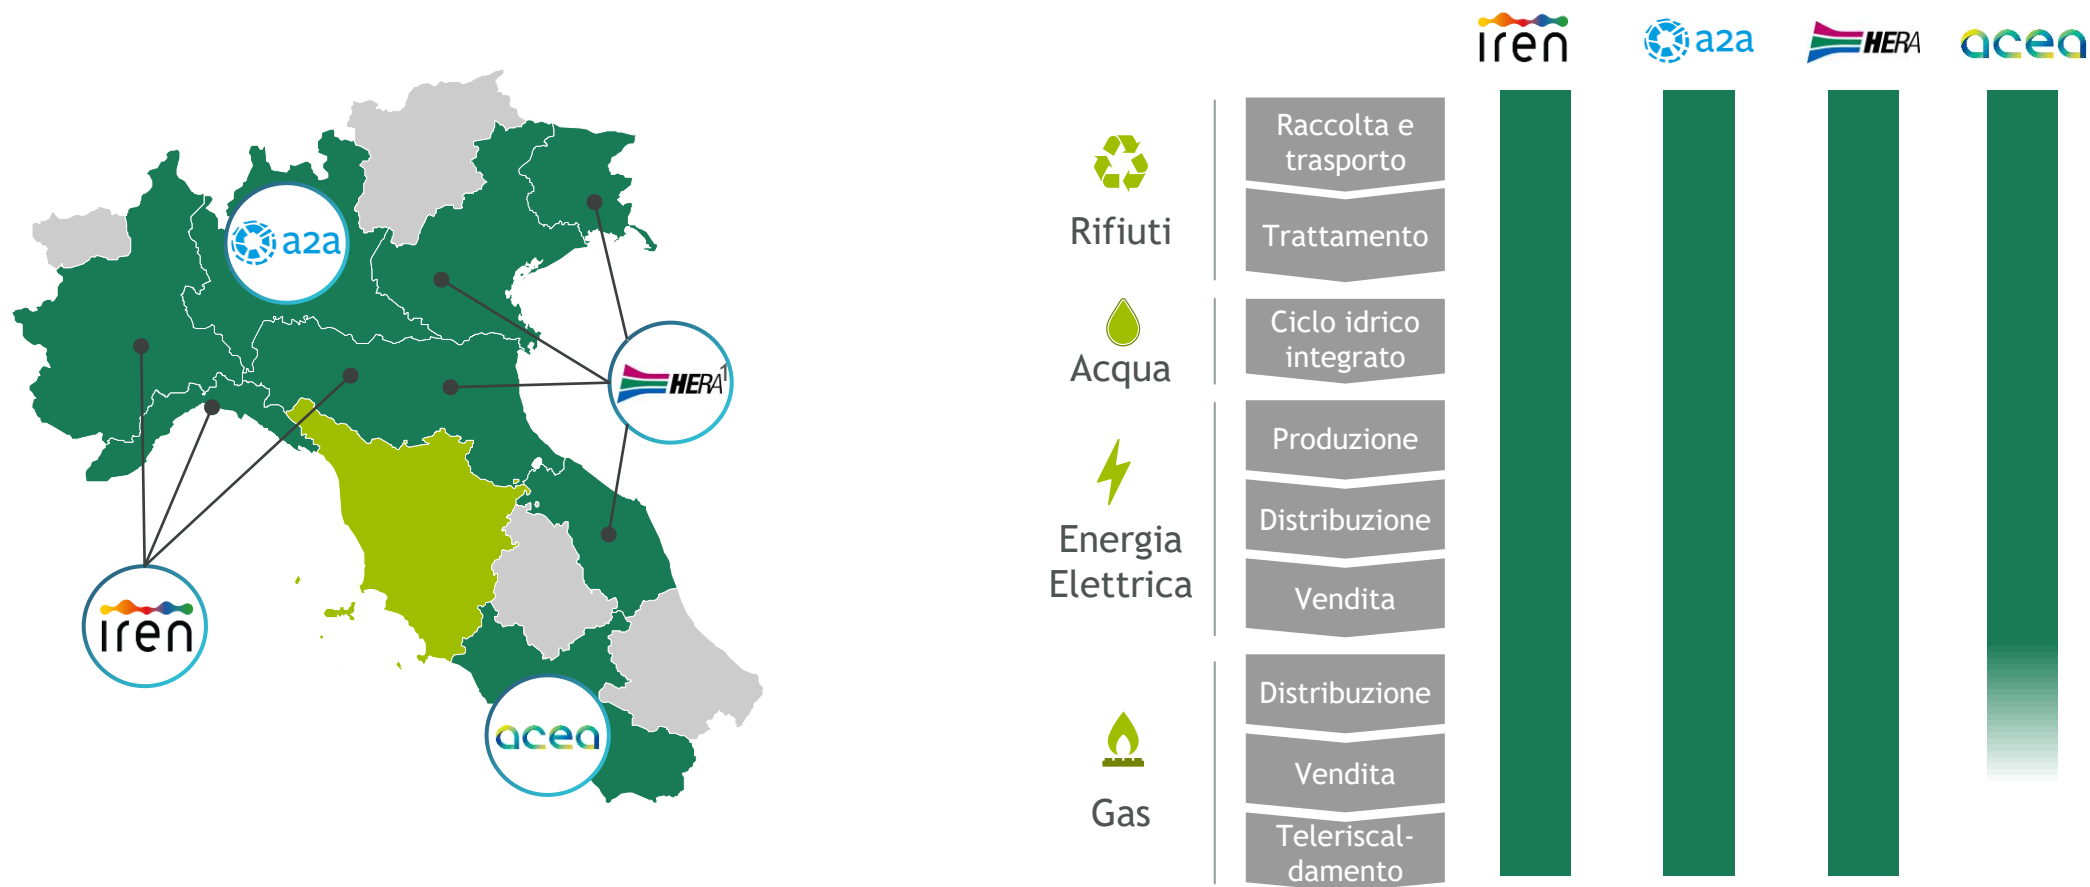 iren
a2a
HERA
acea
a2a
HERA1
iren
acea
Rifiuti
Raccolta e
trasporto
Trattamento
Acqua
Ciclo idrico
integrato
Energia
Elettrica
Produzione
Distribuzione
Vendita
Gas
Distribuzione
Vendita
Teleriscal-
damento